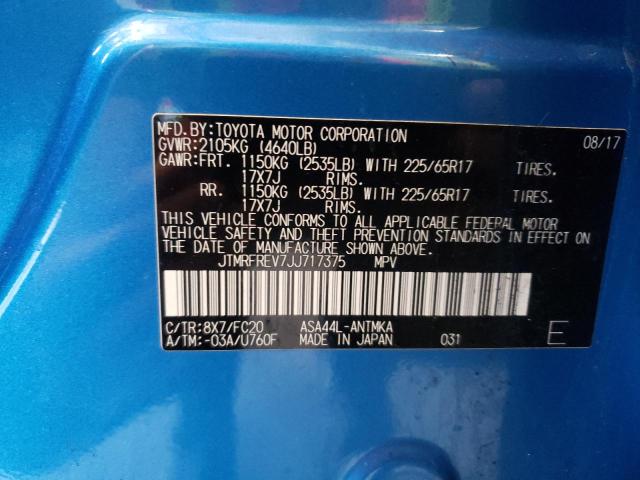 MFD.BY:TOYOTA MOTOR CORPORATION 08/17
GVWR:2105KG (4640LB)
GAWR:FRT. 1150KG (2535LB) WITH 225/65R17 TIRES.
17X7J RIMS.
RR. 1150KG (2535LB) WITH 225/65R17 TIRES.
17X7J RIMS.
THIS VEHICLE CONFORMS TO ALL APPLICABLE FEDERAL MOTOR
VEHICLE SAFETY AND THEFT PREVENTION STANDARDS IN EFFECT
ON THE DATE OF MANUFACTURE SHOWN ABOVE.
JTMRFREV7JJ717375 MPV
C/TR:8X7/FC20 ASA44L-ANTMKA
A/TM:-03A/U760F MADE IN JAPAN 031 E